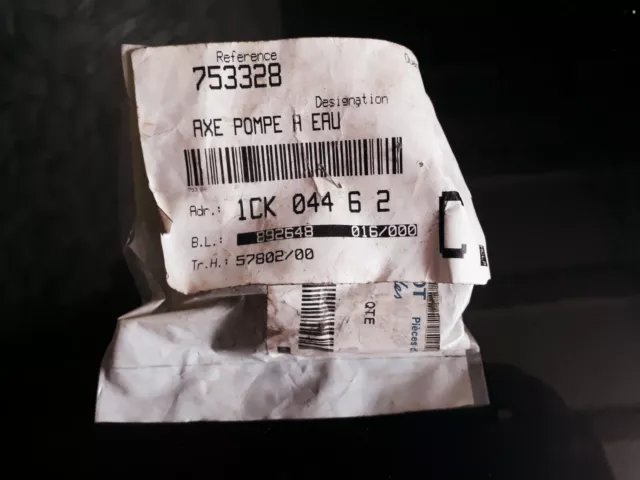 Reference
753328
Designation
AXE POMPE A EAU
Adr.: 1CK 044 6 2
B.L.: 892648 016/000
Tr.H.: 57802/00
C
QTE
Pièces